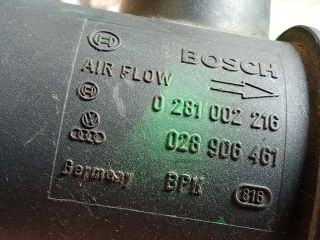 BOSCH
AIR FLOW
0 281 002 216
028 906 461
Germany BPK 816